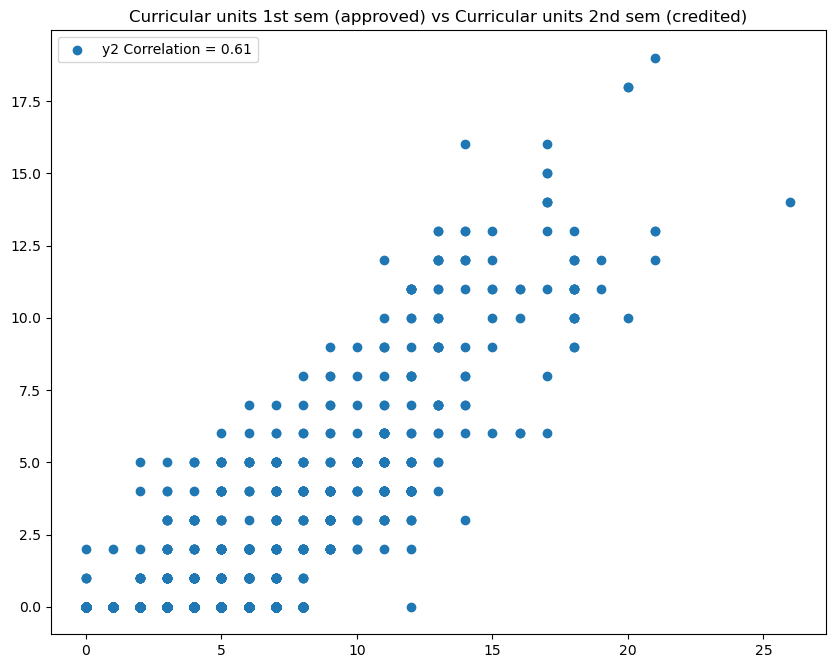 Curricular units 1st sem (approved) vs Curricular units 2nd sem (credited)
y2 Correlation = 0.61
17.5
15.0
12.5
10.0
7.5
5.0
2.5
0.0
0 5 10 15 20 25